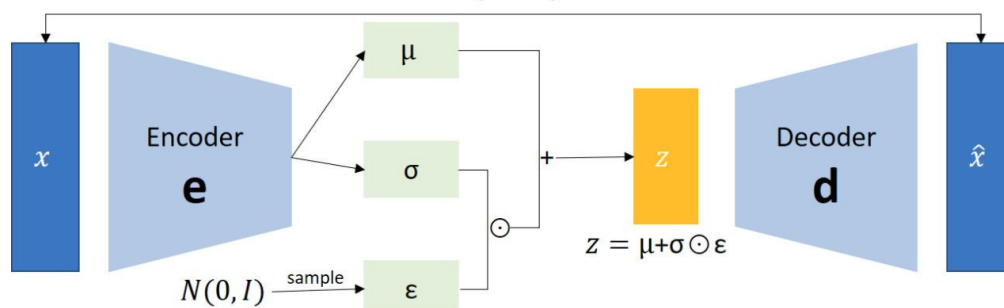 x
Encoder
e
μ
σ
ε
N(0, I)
sample
⊙
+
z
z = μ+σ⊙ε
Decoder
d
x̂